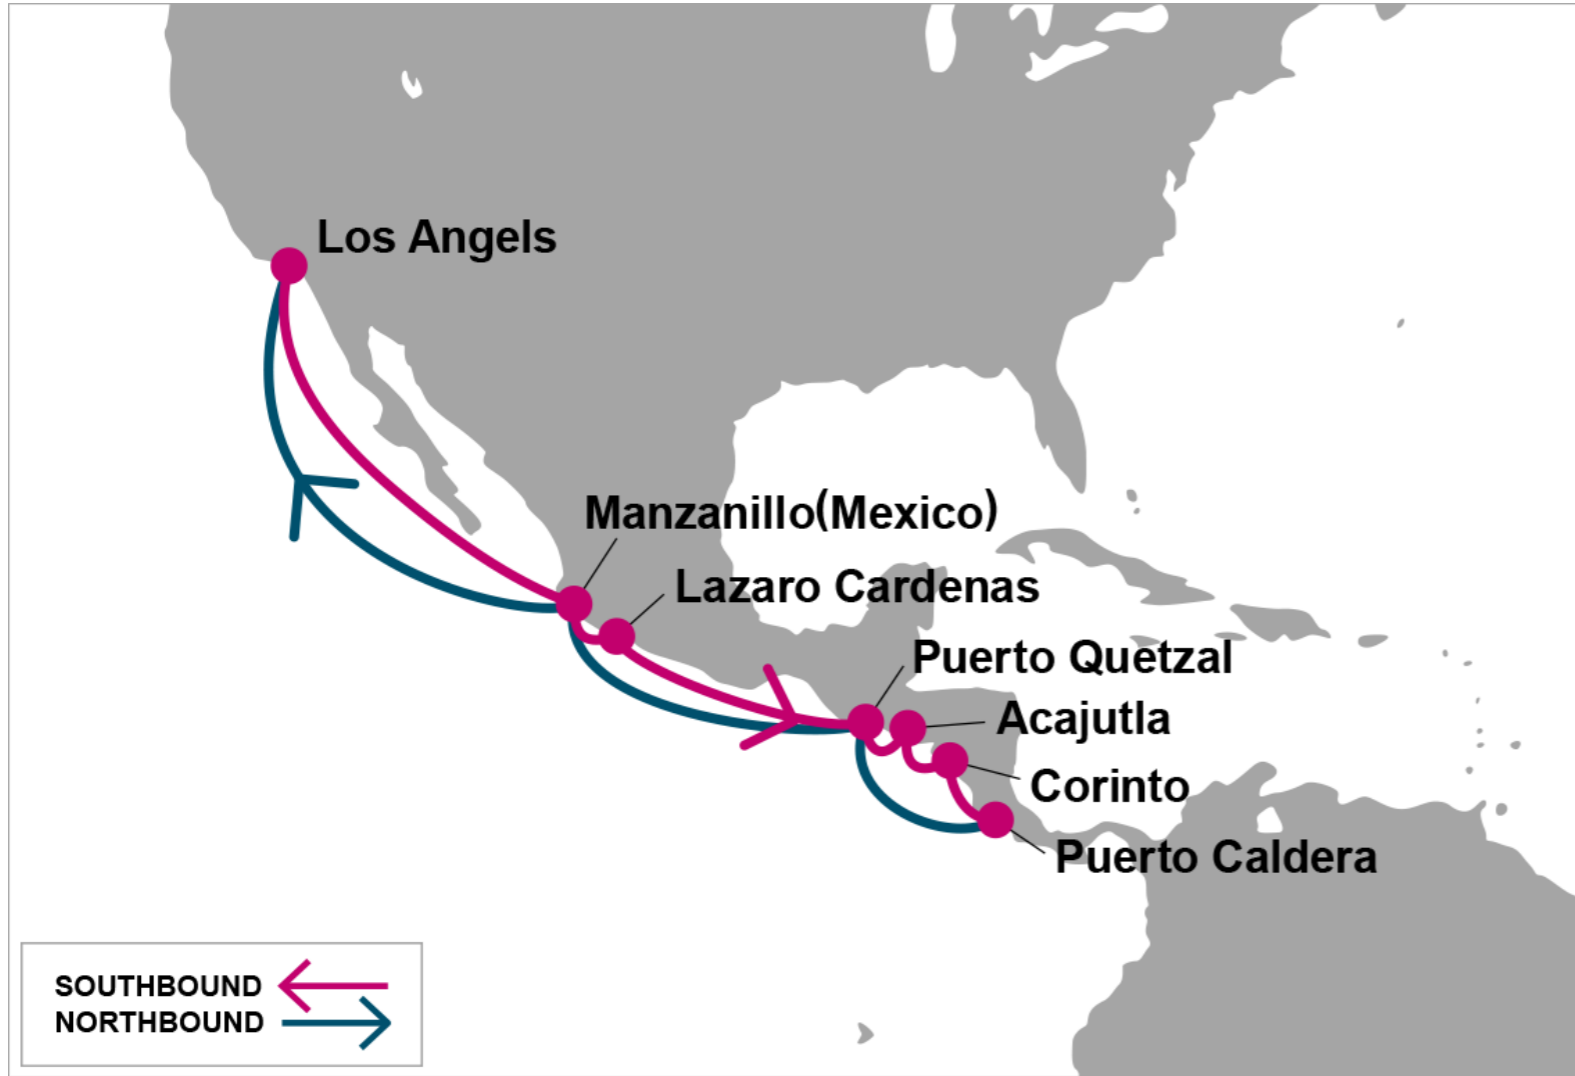 Los Angels
Manzanillo(Mexico)
Lazaro Cardenas
Puerto Quetzal
Acajutla
Corinto
Puerto Caldera
SOUTHBOUND
NORTHBOUND